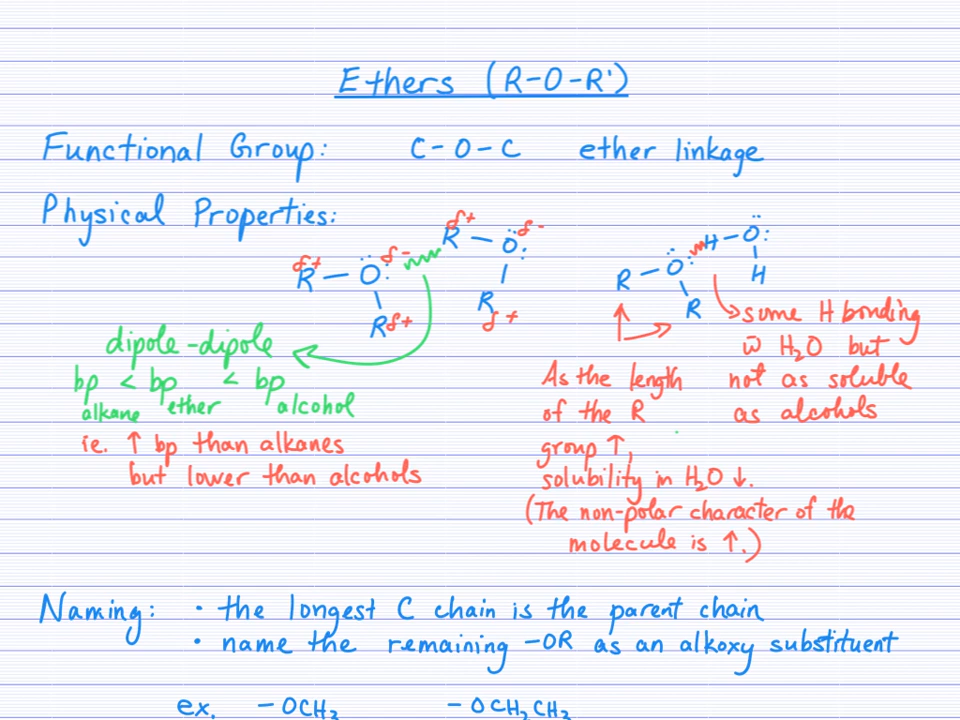 Ethers (R-O-R')
Functional Group: C-O-C ether linkage
Physical Properties:
δ+ R — Ö: δ- R δ+
δ+ R — Ö: δ- R δ+
R — Ö: H — Ö: H R
dipole-dipole
bp alkane < bp ether < bp alcohol
ie. ↑ bp than alkanes
but lower than alcohols
As the length
of the R
group ↑,
solubility in H₂O ↓.
(The non-polar character of the
molecule is ↑.)
some H bonding
w̄ H₂O but
not as soluble
as alcohols
Naming: • the longest C chain is the parent chain
• name the remaining -OR as an alkoxy substituent
ex. -OCH₃ -OCH₂CH₃